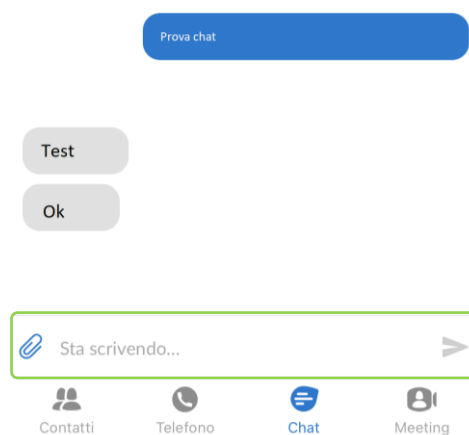 Prova chat
Test
Ok
Sta scrivendo...
Contatti Telefono Chat Meeting